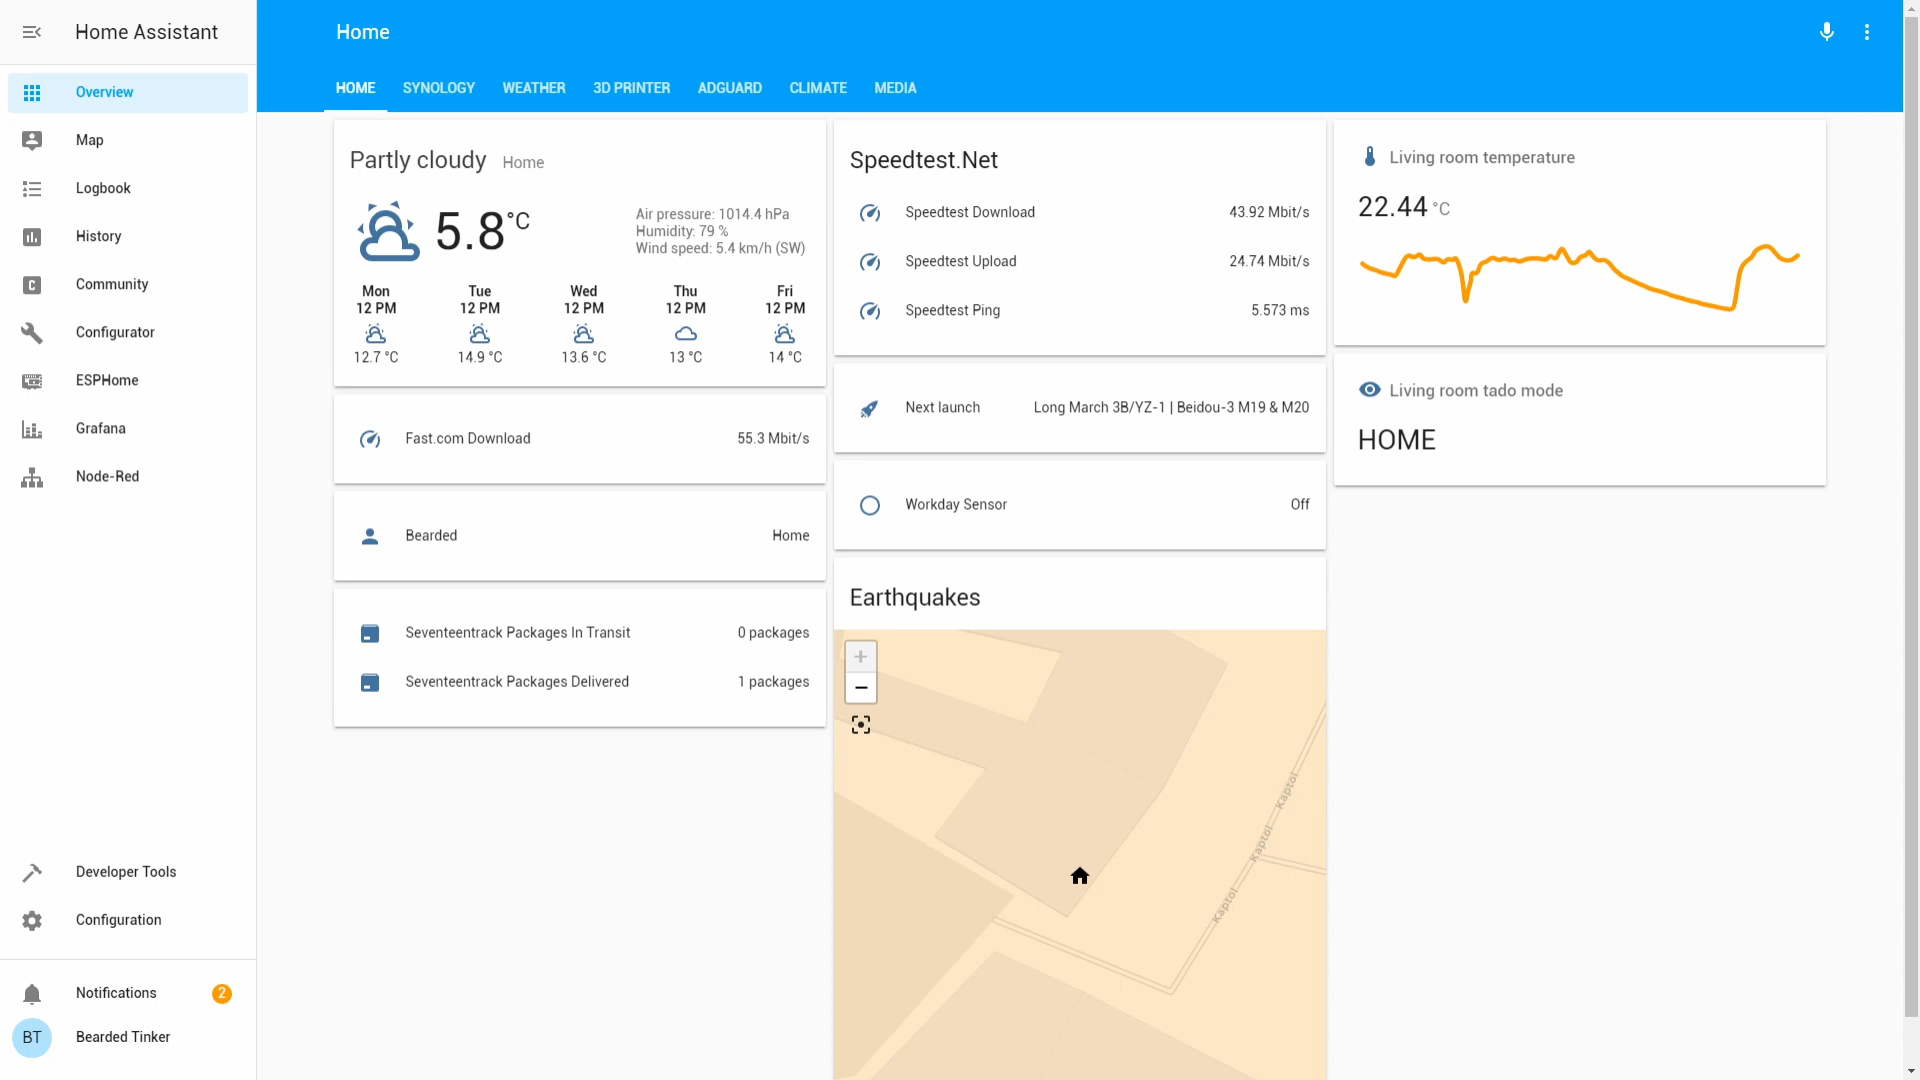 Home Assistant
Overview
Map
Logbook
History
C
Community
Configurator
ESPHome
Grafana
Node-Red
Developer Tools
Configuration
Notifications 2
BT Bearded Tinker
Home
HOME SYNOLOGY WEATHER 3D PRINTER ADGUARD CLIMATE MEDIA
Partly cloudy Home
5.8 °C
Air pressure: 1014.4 hPa
Humidity: 79 %
Wind speed: 5.4 km/h (SW)
Mon Tue Wed Thu Fri
12 PM 12 PM 12 PM 12 PM 12 PM
12.7 °C 14.9 °C 13.6 °C 13 °C 14 °C
Fast.com Download 55.3 Mbit/s
Bearded Home
Seventeentrack Packages In Transit 0 packages
Seventeentrack Packages Delivered 1 packages
Speedtest.Net
Speedtest Download 43.92 Mbit/s
Speedtest Upload 24.74 Mbit/s
Speedtest Ping 5.573 ms
Next launch Long March 3B/YZ-1 | Beidou-3 M19 & M20
Workday Sensor Off
Earthquakes
+
−
Kaptol
Kaptol
Kaptol
Living room temperature
22.44 °C
Living room tado mode
HOME